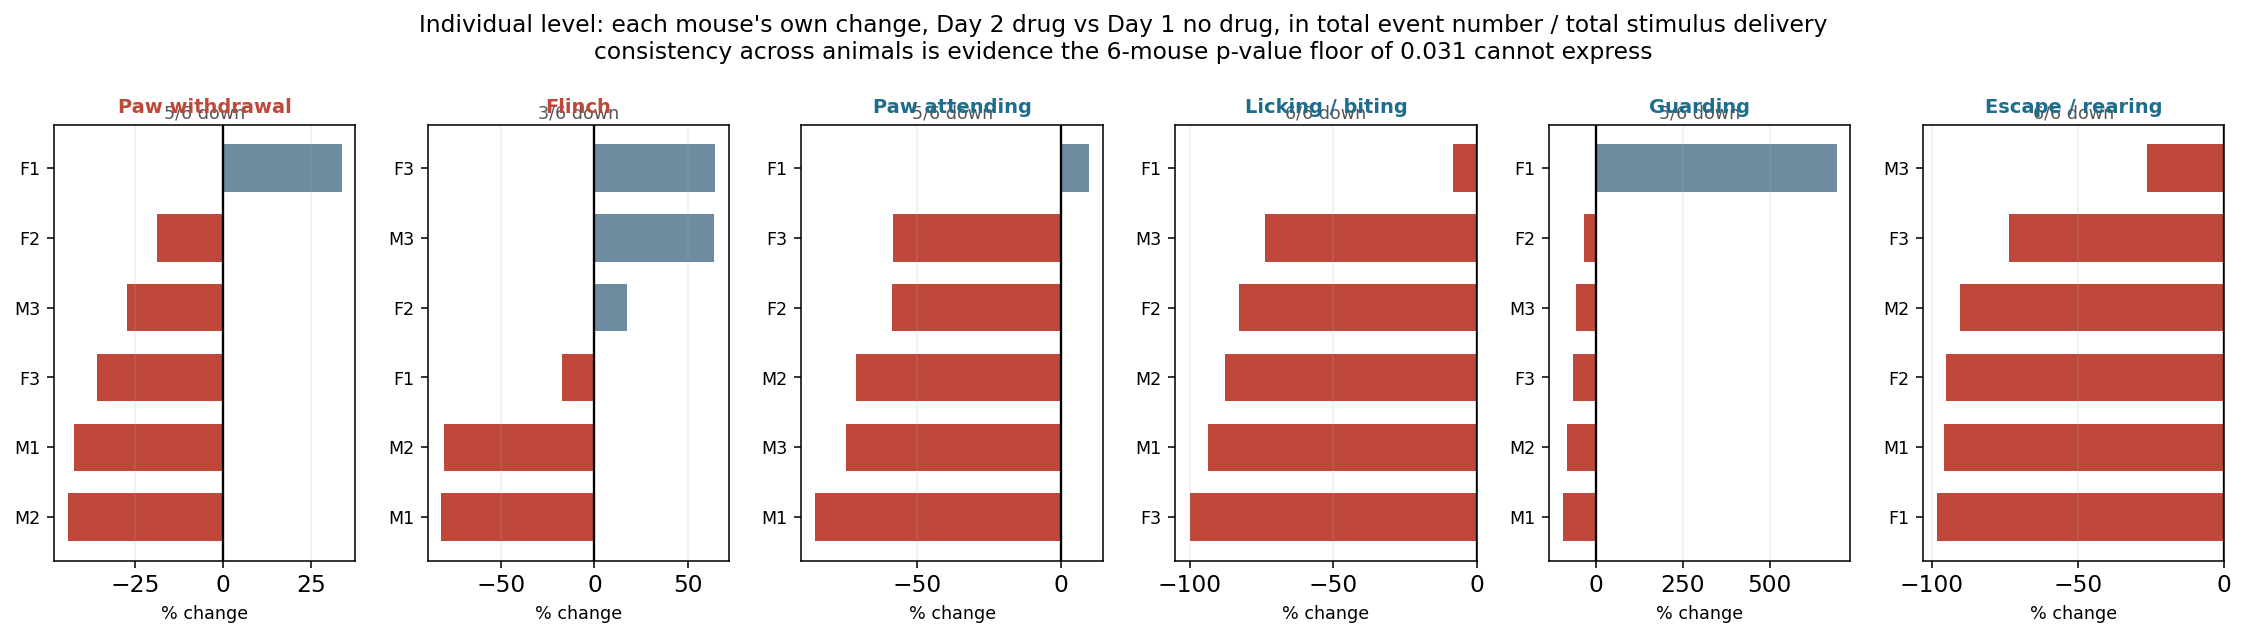 Individual level: each mouse's own change, Day 2 drug vs Day 1 no drug, in total event number / total stimulus delivery
consistency across animals is evidence the 6-mouse p-value floor of 0.031 cannot express
Paw withdrawal
5/6 down
F1
F2
M3
F3
M1
M2
−25 0 25
% change
Flinch
3/6 down
F3
M3
F2
F1
M2
M1
−50 0 50
% change
Paw attending
5/6 down
F1
F3
F2
M2
M3
M1
−50 0
% change
Licking / biting
6/6 down
F1
M3
F2
M2
M1
F3
−100 −50 0
% change
Guarding
5/6 down
F1
F2
M3
F3
M2
M1
0 250 500
% change
Escape / rearing
6/6 down
M3
F3
M2
F2
M1
F1
−100 −50 0
% change